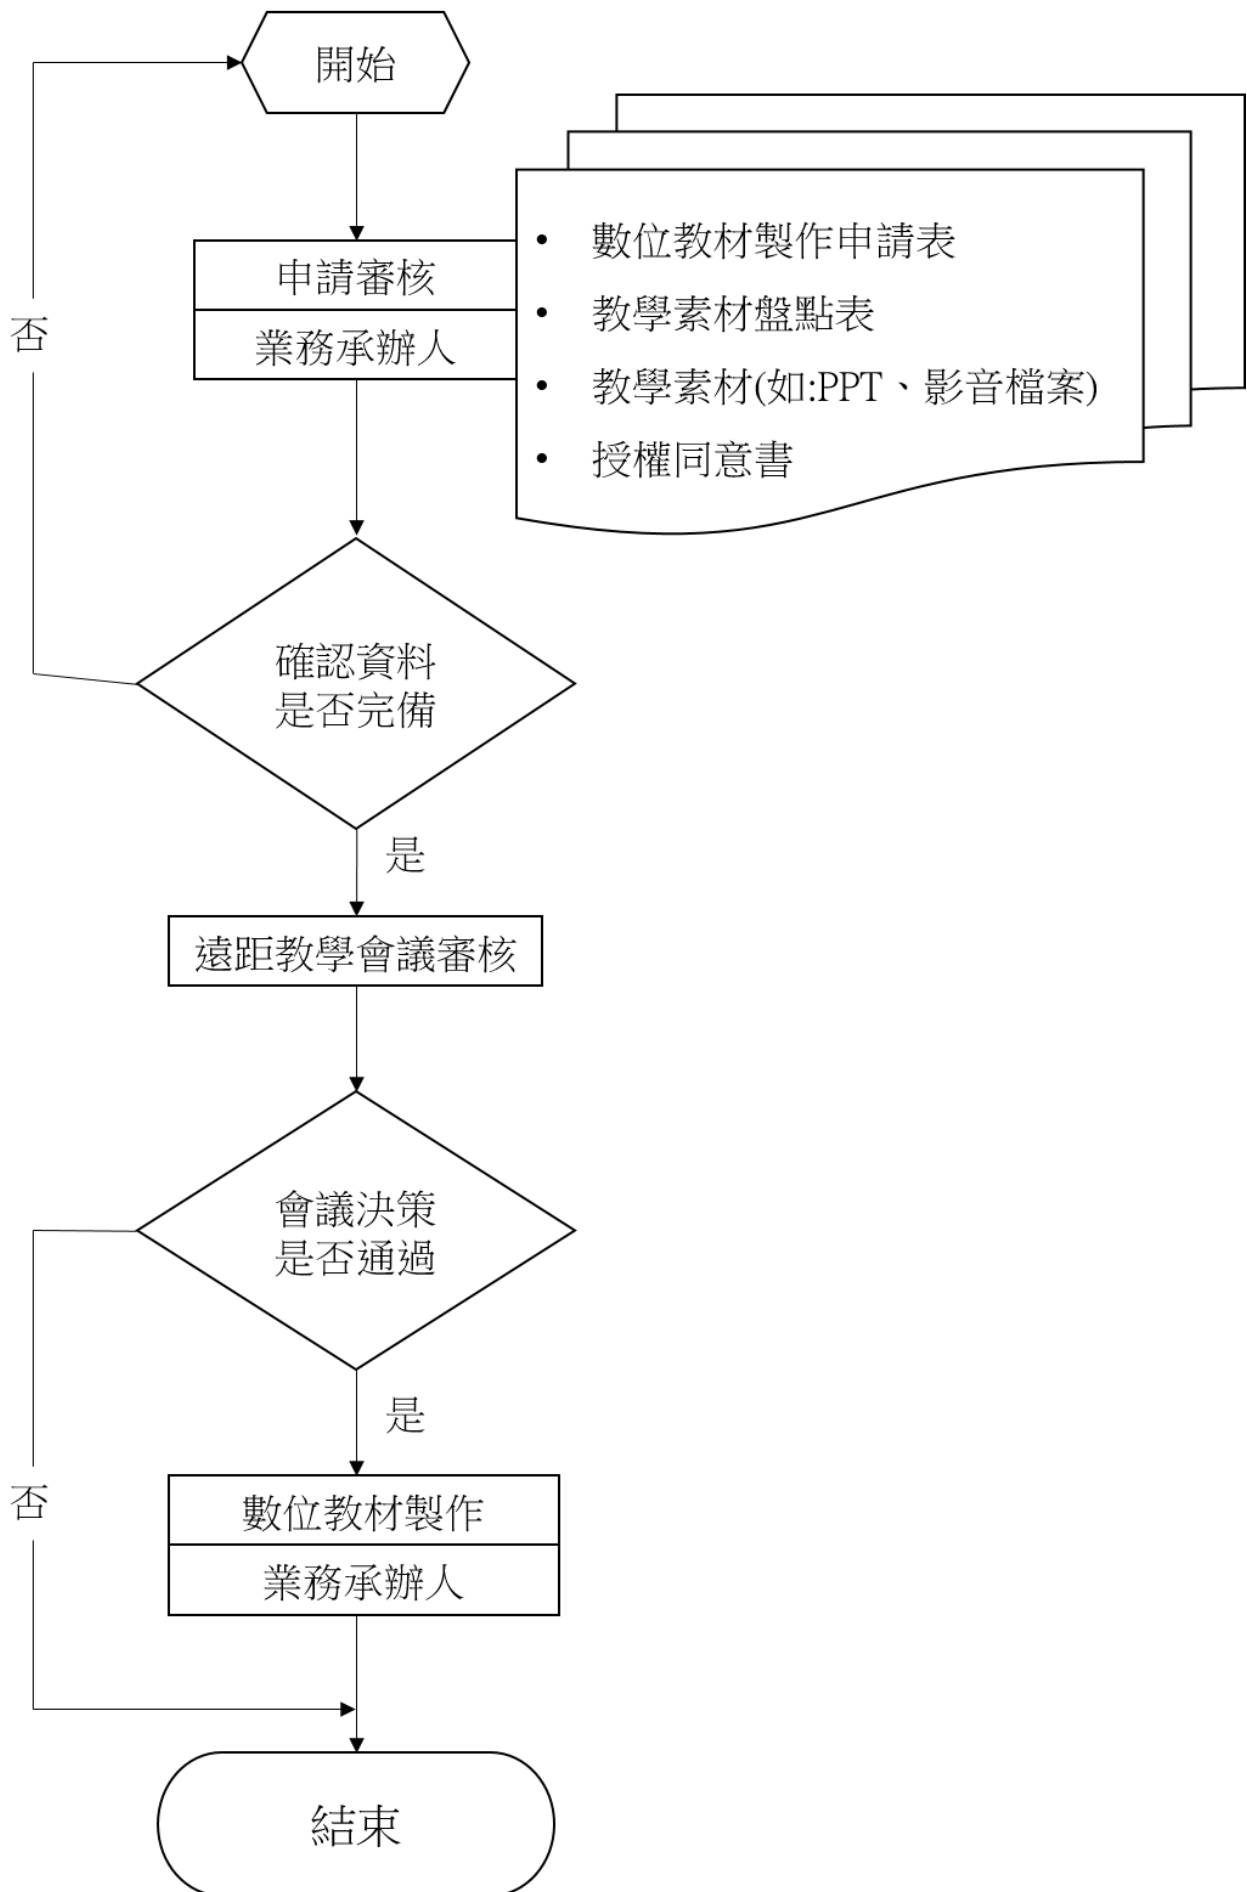 開始
申請審核
業務承辦人
• 數位教材製作申請表
• 教學素材盤點表
• 教學素材(如:PPT、影音檔案)
• 授權同意書
否
確認資料
是否完備
是
遠距教學會議審核
會議決策
是否通過
是
否
數位教材製作
業務承辦人
結束